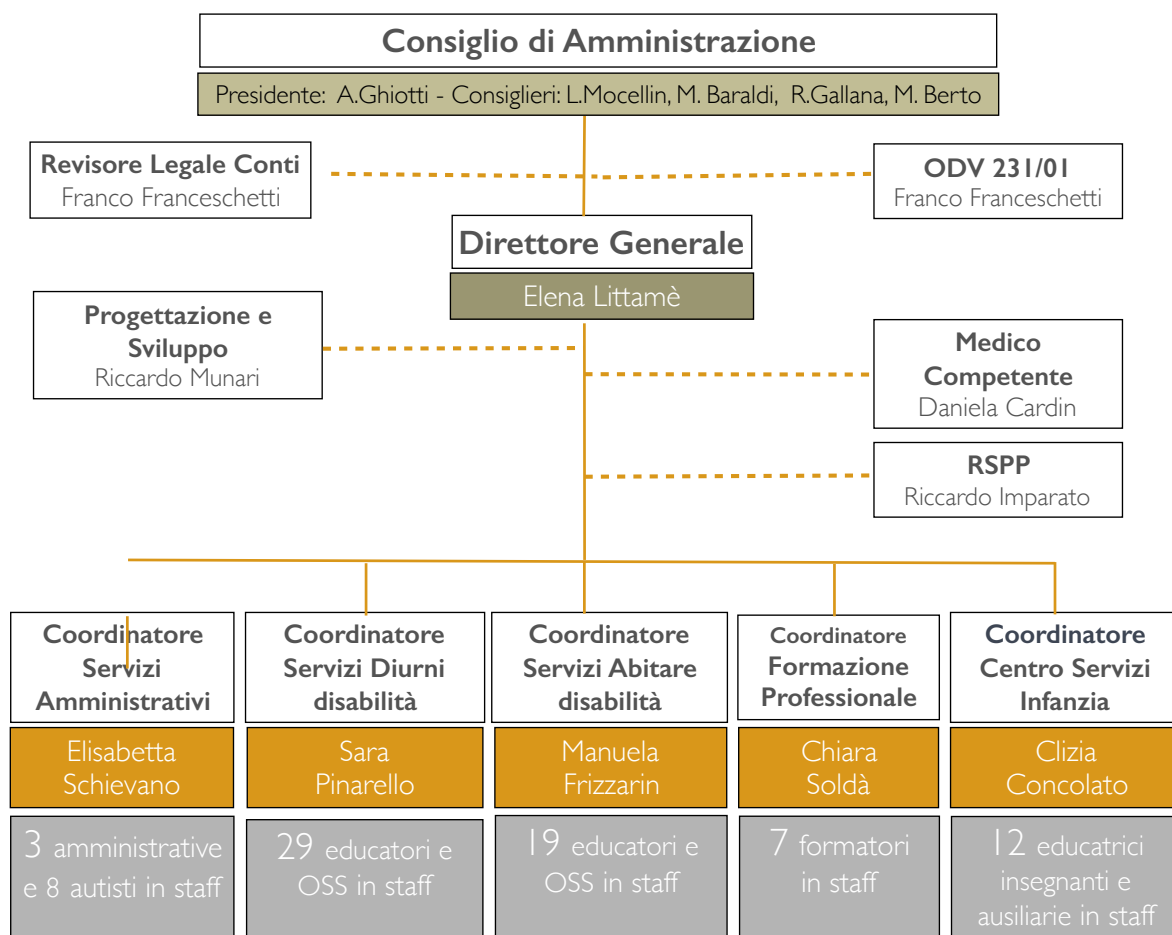 Consiglio di Amministrazione
Presidente: A.Ghiotti - Consiglieri: L.Mocellin, M. Baraldi, R.Gallana, M. Berto
Revisore Legale Conti
Franco Franceschetti
ODV 231/01
Franco Franceschetti
Direttore Generale
Elena Littamè
Progettazione e
Sviluppo
Riccardo Munari
Medico
Competente
Daniela Cardin
RSPP
Riccardo Imparato
Coordinatore
Servizi
Amministrativi
Elisabetta
Schievano
3 amministrative
e 8 autisti in staff
Coordinatore
Servizi Diurni
disabilità
Sara
Pinarello
29 educatori e
OSS in staff
Coordinatore
Servizi Abitare
disabilità
Manuela
Frizzarin
19 educatori e
OSS in staff
Coordinatore
Formazione
Professionale
Chiara
Soldà
7 formatori
in staff
Coordinatore
Centro Servizi
Infanzia
Clizia
Concolato
12 educatrici
insegnanti e
ausiliarie in staff